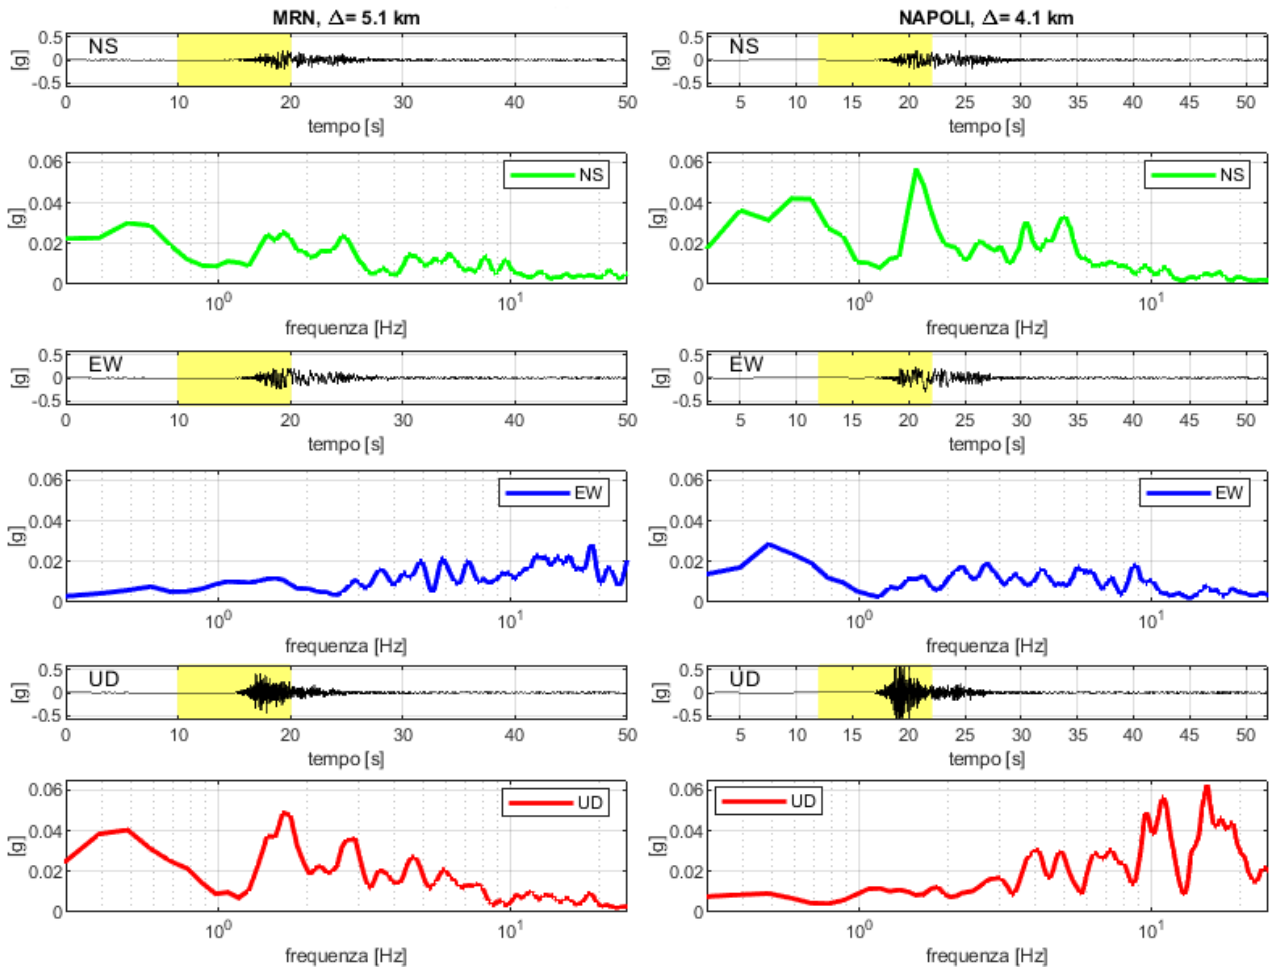 MRN, Δ= 5.1 km
0.5
0
-0.5
[g]
NS
0 10 20 30 40 50
tempo [s]
0.06
0.04
0.02
0
[g]
NS
10^0 10^1
frequenza [Hz]
0.5
0
-0.5
[g]
EW
0 10 20 30 40 50
tempo [s]
0.06
0.04
0.02
0
[g]
EW
10^0 10^1
frequenza [Hz]
0.5
0
-0.5
[g]
UD
0 10 20 30 40 50
tempo [s]
0.06
0.04
0.02
0
[g]
UD
10^0 10^1
frequenza [Hz]
NAPOLI, Δ= 4.1 km
0.5
0
-0.5
[g]
NS
5 10 15 20 25 30 35 40 45 50
tempo [s]
0.06
0.04
0.02
0
[g]
NS
10^0 10^1
frequenza [Hz]
0.5
0
-0.5
[g]
EW
5 10 15 20 25 30 35 40 45 50
tempo [s]
0.06
0.04
0.02
0
[g]
EW
10^0 10^1
frequenza [Hz]
0.5
0
-0.5
[g]
UD
5 10 15 20 25 30 35 40 45 50
tempo [s]
0.06
0.04
0.02
0
[g]
UD
10^0 10^1
frequenza [Hz]